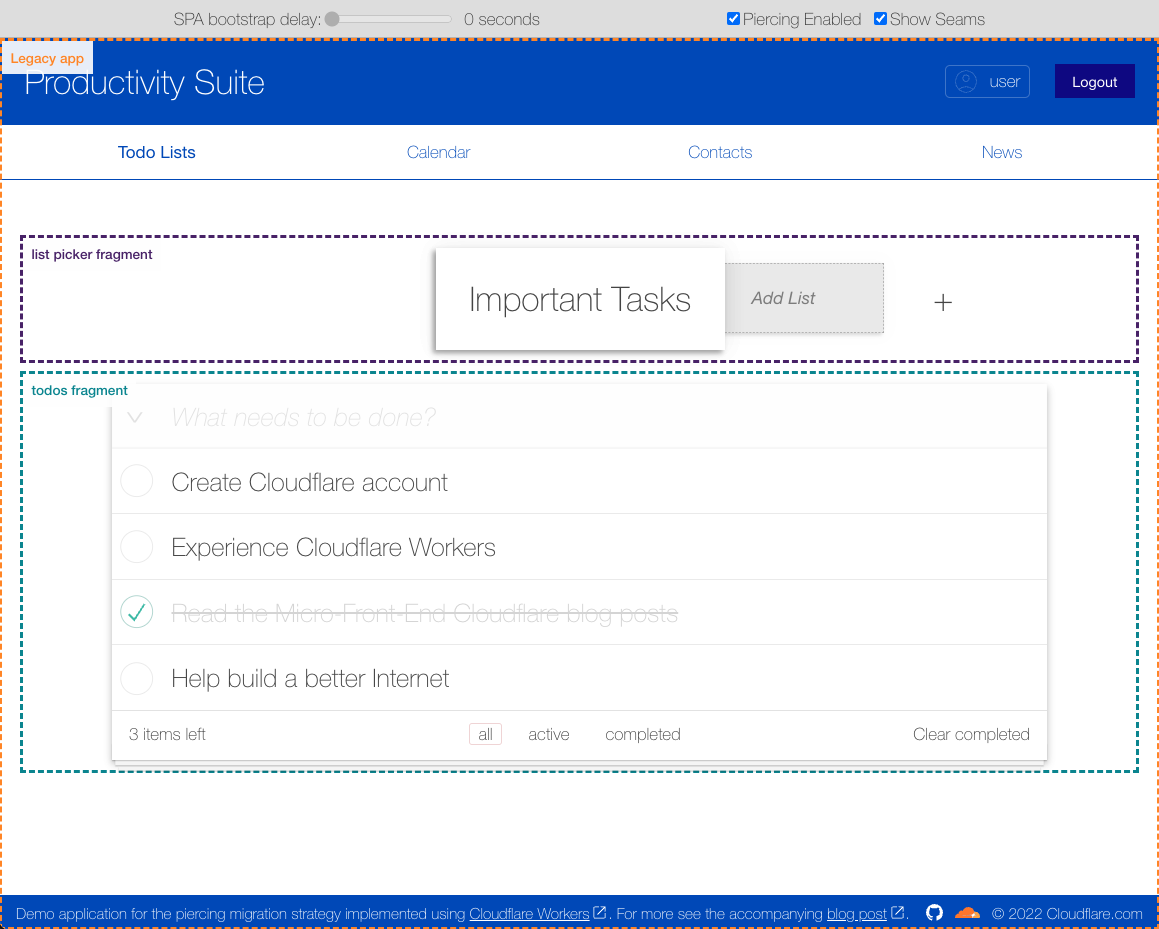 SPA bootstrap delay: 0 seconds Piercing Enabled Show Seams
Legacy app
Productivity Suite user Logout
Todo Lists Calendar Contacts News
list picker fragment
Important Tasks Add List +
todos fragment
What needs to be done?
Create Cloudflare account
Experience Cloudflare Workers
Read the Micro-Front-End Cloudflare blog posts
Help build a better Internet
3 items left all active completed Clear completed
Demo application for the piercing migration strategy implemented using Cloudflare Workers. For more see the accompanying blog post. © 2022 Cloudflare.com